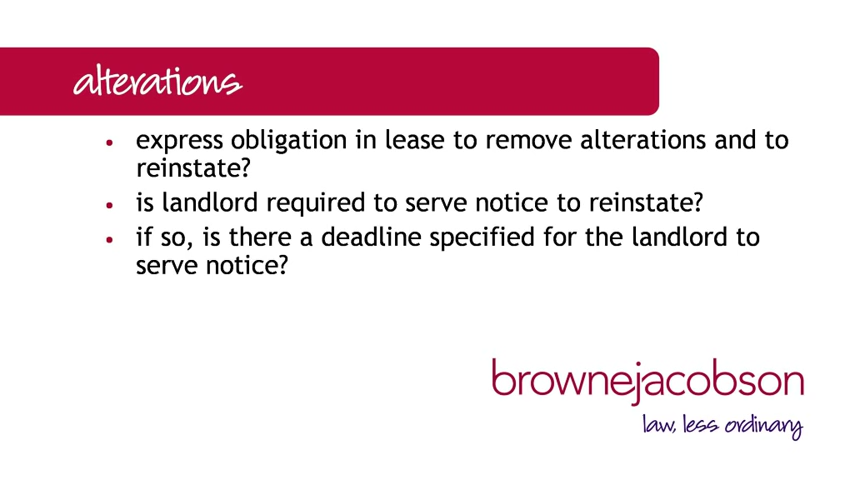 alterations
• express obligation in lease to remove alterations and to
reinstate?
• is landlord required to serve notice to reinstate?
• if so, is there a deadline specified for the landlord to
serve notice?
brownejacobson
law, less ordinary